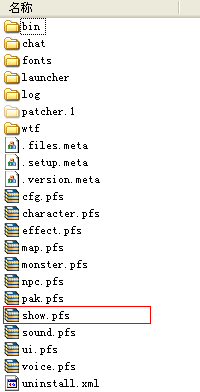 名称
bin
chat
fonts
launcher
log
patcher.1
wtf
.files.meta
.setup.meta
.version.meta
cfg.pfs
character.pfs
effect.pfs
map.pfs
monster.pfs
npc.pfs
pak.pfs
show.pfs
sound.pfs
ui.pfs
voice.pfs
uninstall.xml